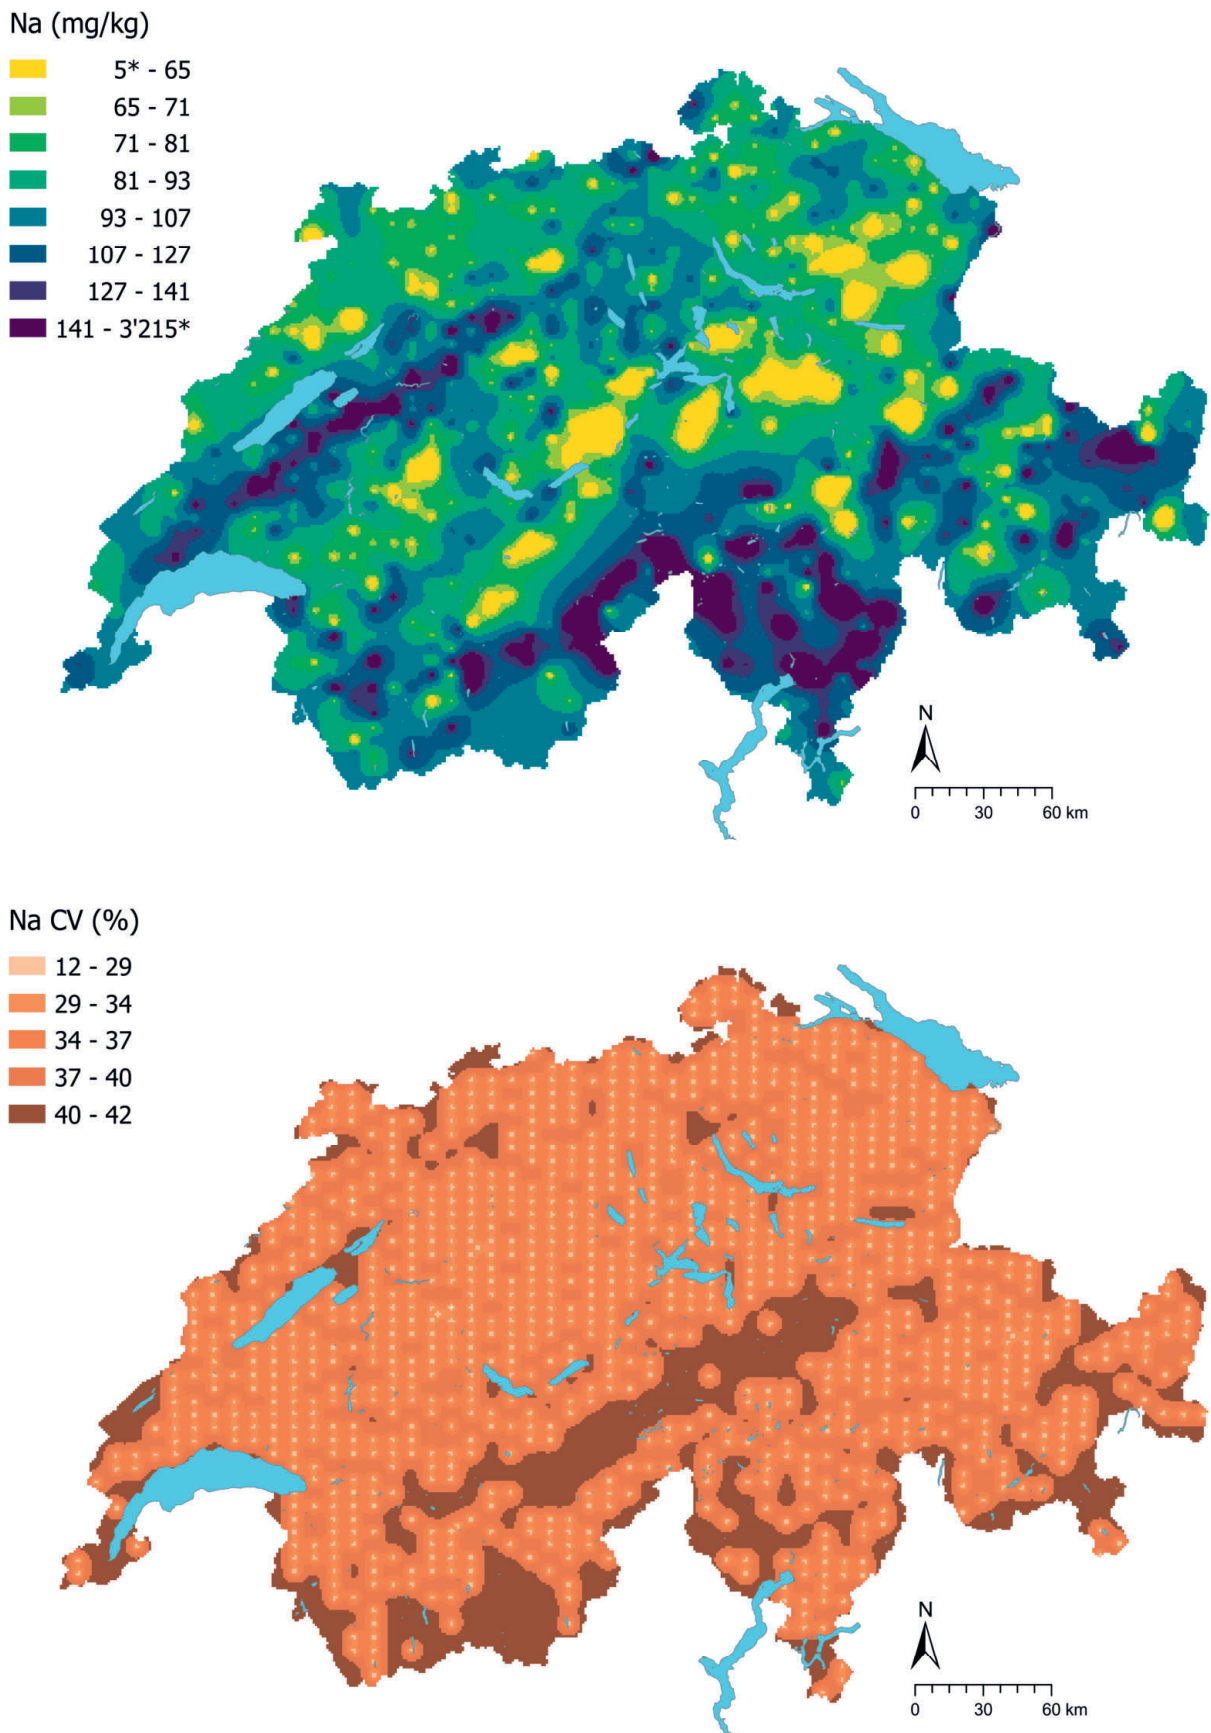 Na (mg/kg)
5* - 65
65 - 71
71 - 81
81 - 93
93 - 107
107 - 127
127 - 141
141 - 3'215*
N
0 30 60 km
Na CV (%)
12 - 29
29 - 34
34 - 37
37 - 40
40 - 42
N
0 30 60 km